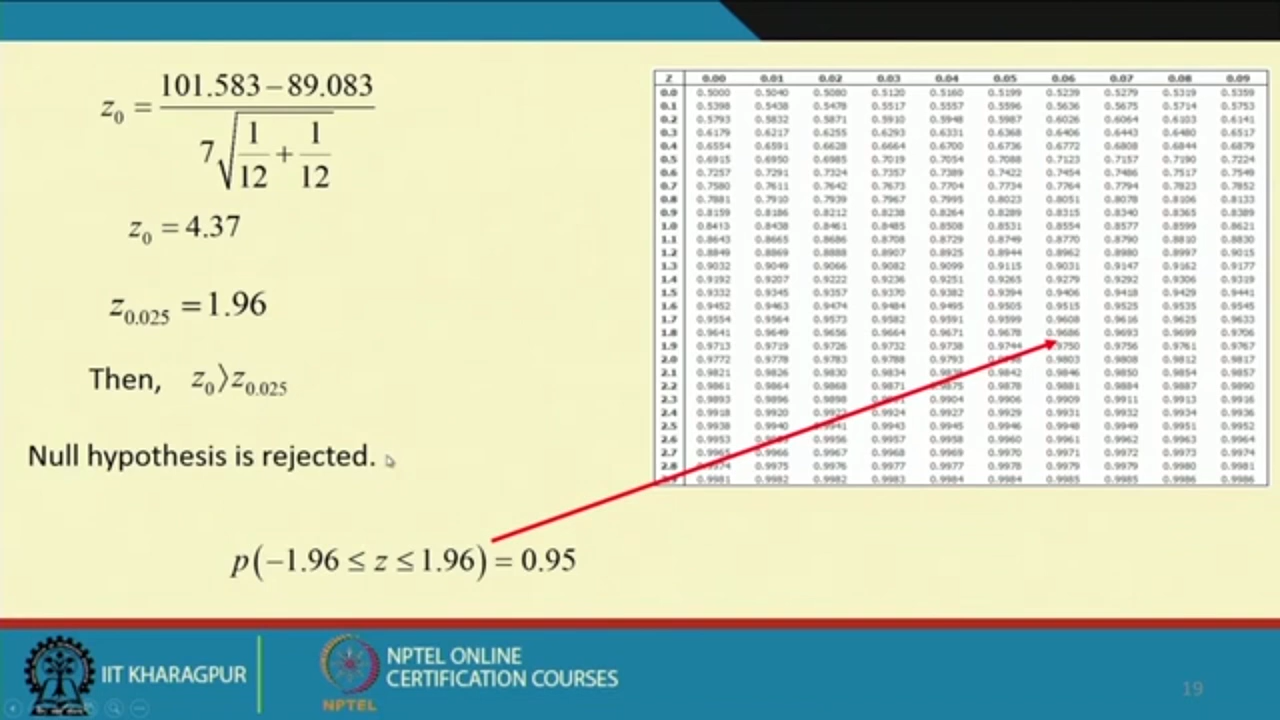 z₀ = (101.583 − 89.083) / (7√(1/12 + 1/12))
z₀ = 4.37
z₀.₀₂₅ = 1.96
Then, z₀⟩z₀.₀₂₅
Null hypothesis is rejected.
p(−1.96 ≤ z ≤ 1.96) = 0.95
Z 0.00 0.01 0.02 0.03 0.04 0.05 0.06 0.07 0.08 0.09
0.0 0.5000 0.5040 0.5080 0.5120 0.5160 0.5199 0.5239 0.5279 0.5319 0.5359
0.1 0.5398 0.5438 0.5478 0.5517 0.5557 0.5596 0.5636 0.5675 0.5714 0.5753
0.2 0.5793 0.5832 0.5871 0.5910 0.5948 0.5987 0.6026 0.6064 0.6103 0.6141
0.3 0.6179 0.6217 0.6255 0.6293 0.6331 0.6368 0.6406 0.6443 0.6480 0.6517
0.4 0.6554 0.6591 0.6628 0.6664 0.6700 0.6736 0.6772 0.6808 0.6844 0.6879
0.5 0.6915 0.6950 0.6985 0.7019 0.7054 0.7088 0.7123 0.7157 0.7190 0.7224
0.6 0.7257 0.7291 0.7324 0.7357 0.7389 0.7422 0.7454 0.7486 0.7517 0.7549
0.7 0.7580 0.7611 0.7642 0.7673 0.7704 0.7734 0.7764 0.7794 0.7823 0.7852
0.8 0.7881 0.7910 0.7939 0.7967 0.7995 0.8023 0.8051 0.8078 0.8106 0.8133
0.9 0.8159 0.8186 0.8212 0.8238 0.8264 0.8289 0.8315 0.8340 0.8365 0.8389
1.0 0.8413 0.8438 0.8461 0.8485 0.8508 0.8531 0.8554 0.8577 0.8599 0.8621
1.1 0.8643 0.8665 0.8686 0.8708 0.8729 0.8749 0.8770 0.8790 0.8810 0.8830
1.2 0.8849 0.8869 0.8888 0.8907 0.8925 0.8944 0.8962 0.8980 0.8997 0.9015
1.3 0.9032 0.9049 0.9066 0.9082 0.9099 0.9115 0.9031 0.9147 0.9162 0.9177
1.4 0.9192 0.9207 0.9222 0.9236 0.9251 0.9265 0.9279 0.9292 0.9306 0.9319
1.5 0.9332 0.9345 0.9357 0.9370 0.9382 0.9394 0.9406 0.9418 0.9429 0.9441
1.6 0.9452 0.9463 0.9474 0.9484 0.9495 0.9505 0.9515 0.9525 0.9535 0.9545
1.7 0.9554 0.9564 0.9573 0.9582 0.9591 0.9599 0.9608 0.9616 0.9625 0.9633
1.8 0.9641 0.9649 0.9656 0.9664 0.9671 0.9678 0.9686 0.9693 0.9699 0.9706
1.9 0.9713 0.9719 0.9726 0.9732 0.9738 0.9744 0.9750 0.9756 0.9761 0.9767
2.0 0.9772 0.9778 0.9783 0.9788 0.9793 0.9803 0.9808 0.9812 0.9817
2.1 0.9821 0.9826 0.9830 0.9834 0.9842 0.9846 0.9850 0.9854 0.9857
2.2 0.9861 0.9864 0.9868 0.9871 0.9875 0.9878 0.9881 0.9884 0.9887 0.9890
2.3 0.9893 0.9896 0.9898 0.9904 0.9906 0.9909 0.9911 0.9913 0.9916
2.4 0.9918 0.9920 0.9924 0.9927 0.9929 0.9931 0.9932 0.9934 0.9936
2.5 0.9938 0.9940 0.9941 0.9943 0.9945 0.9946 0.9948 0.9949 0.9951 0.9952
2.6 0.9953 0.9956 0.9957 0.9958 0.9960 0.9961 0.9962 0.9963 0.9964
2.7 0.9965 0.9966 0.9967 0.9968 0.9969 0.9970 0.9971 0.9972 0.9973 0.9974
2.8 0.9974 0.9975 0.9976 0.9977 0.9977 0.9978 0.9979 0.9979 0.9980 0.9981
0.9981 0.9982 0.9982 0.9983 0.9984 0.9984 0.9985 0.9985 0.9986 0.9986
IIT KHARAGPUR
NPTEL
NPTEL ONLINE
CERTIFICATION COURSES
19